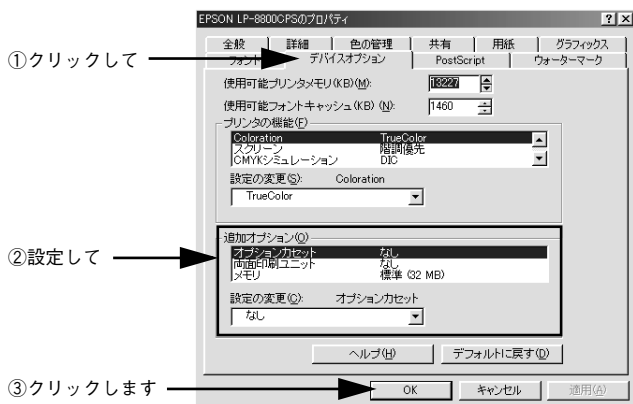 EPSON LP-8800CPSのプロパティ
全般 詳細 色の管理 共有 用紙 グラフィックス
①クリックして
フォント デバイスオプション PostScript ウォーターマーク
使用可能プリンタメモリ(KB)(M): 13227
使用可能フォントキャッシュ(KB) (N): 1460
プリンタの機能(F)
Coloration TrueColor
スクリーン 階調優先
CMYKシミュレーション DIC
設定の変更(S): Coloration
TrueColor
追加オプション(O)
②設定して
オプションカセット なし
両面印刷ユニット なし
メモリ 標準 (32 MB)
設定の変更(C): オプションカセット
なし
ヘルプ(H) デフォルトに戻す(D)
③クリックします
OK キャンセル 適用(A)